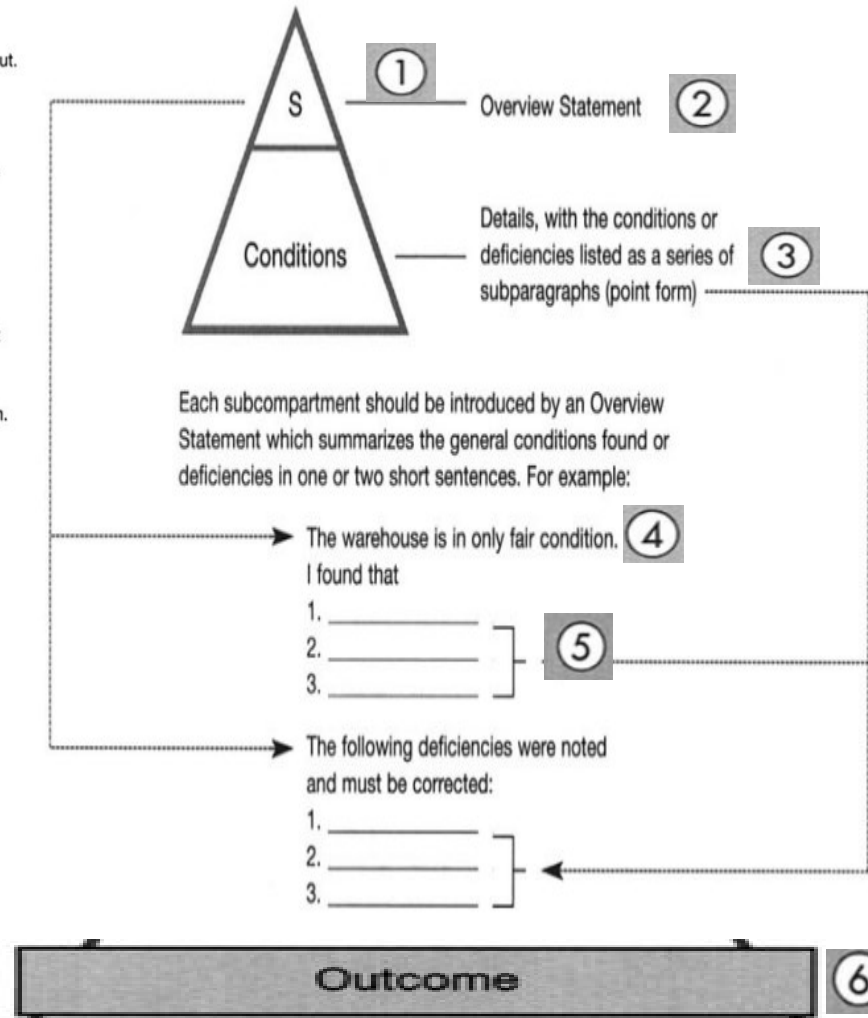 ut.
S
1
Overview Statement
2
Conditions
Details, with the conditions or
deficiencies listed as a series of
subparagraphs (point form)
3
n.
Each subcompartment should be introduced by an Overview
Statement which summarizes the general conditions found or
deficiencies in one or two short sentences. For example:
The warehouse is in only fair condition.
4
I found that
1.
2.
3.
5
The following deficiencies were noted
and must be corrected:
1.
2.
3.
Outcome
6